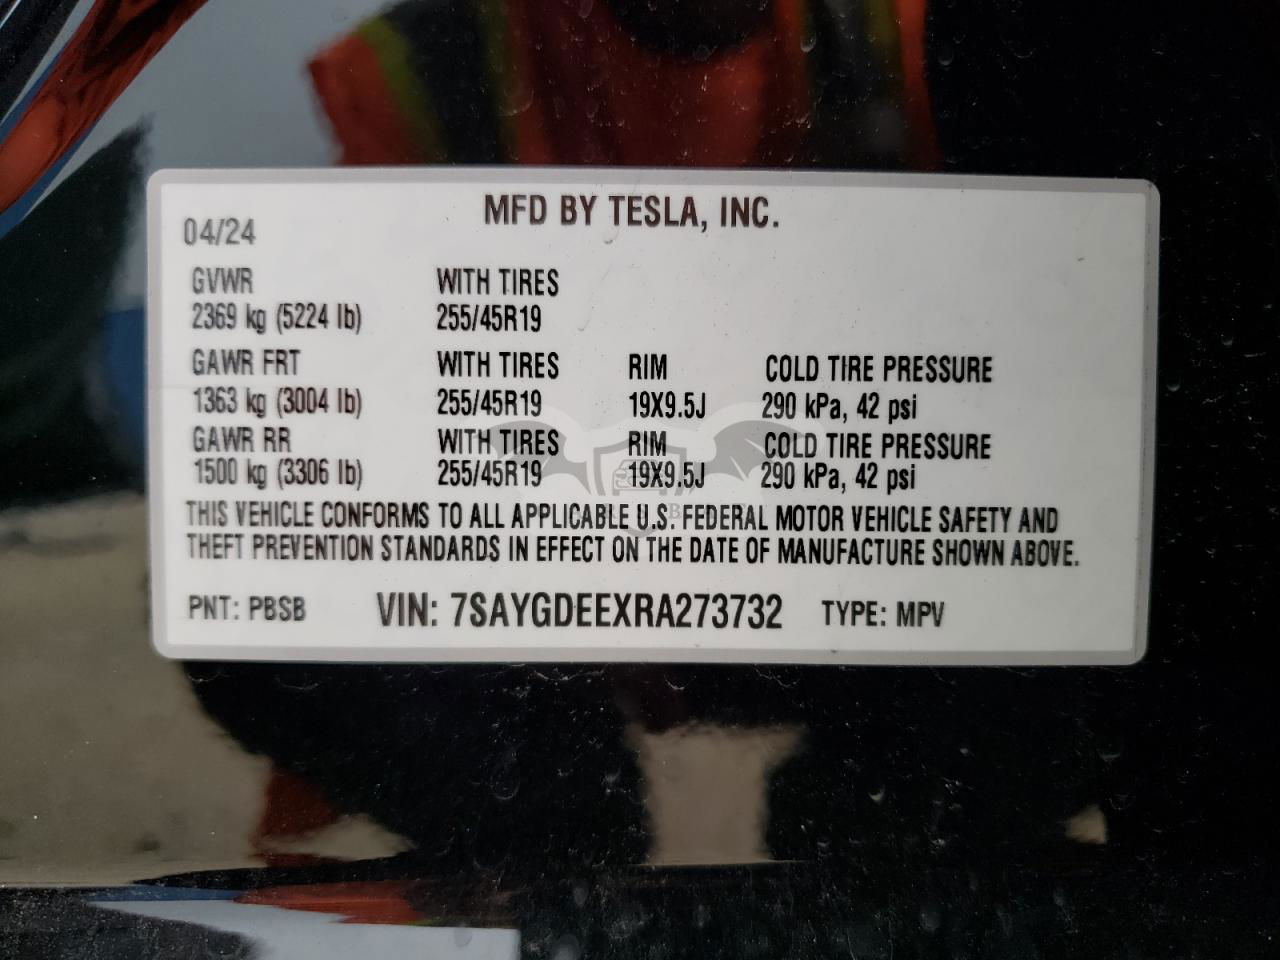 MFD BY TESLA, INC.
04/24
GVWR WITH TIRES
2369 kg (5224 lb) 255/45R19
GAWR FRT WITH TIRES RIM COLD TIRE PRESSURE
1363 kg (3004 lb) 255/45R19 19X9.5J 290 kPa, 42 psi
GAWR RR WITH TIRES RIM COLD TIRE PRESSURE
1500 kg (3306 lb) 255/45R19 19X9.5J 290 kPa, 42 psi
THIS VEHICLE CONFORMS TO ALL APPLICABLE U.S. FEDERAL MOTOR VEHICLE SAFETY AND
THEFT PREVENTION STANDARDS IN EFFECT ON THE DATE OF MANUFACTURE SHOWN ABOVE.
PNT: PBSB VIN: 7SAYGDEEXRA273732 TYPE: MPV